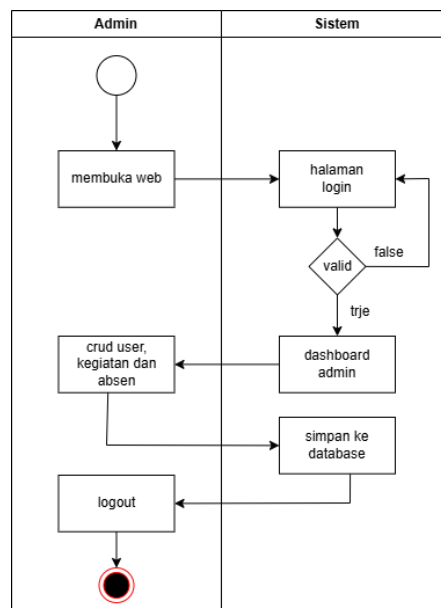 Admin
Sistem
membuka web
halaman
login
valid
false
trje
dashboard
admin
crud user,
kegiatan dan
absen
simpan ke
database
logout